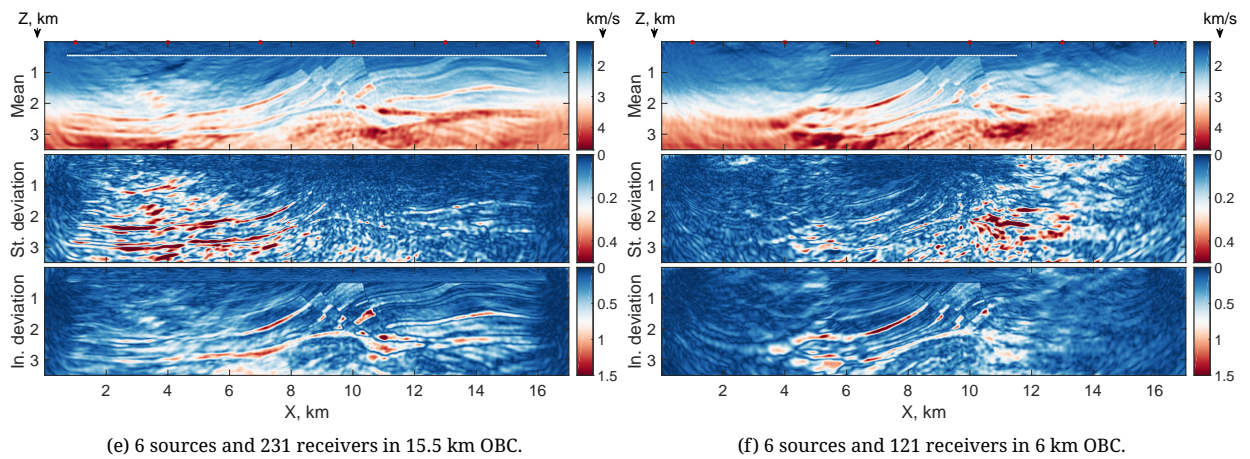 Z, km
km/s
Z, km
km/s
Mean
1
2
3
2
3
4
Mean
1
2
3
2
3
4
St. deviation
1
2
3
0
0.2
0.4
St. deviation
1
2
3
0
0.2
0.4
In. deviation
1
2
3
0
0.5
1
1.5
In. deviation
1
2
3
0
0.5
1
1.5
2 4 6 8 10 12 14 16
2 4 6 8 10 12 14 16
X, km
X, km
(e) 6 sources and 231 receivers in 15.5 km OBC.
(f) 6 sources and 121 receivers in 6 km OBC.